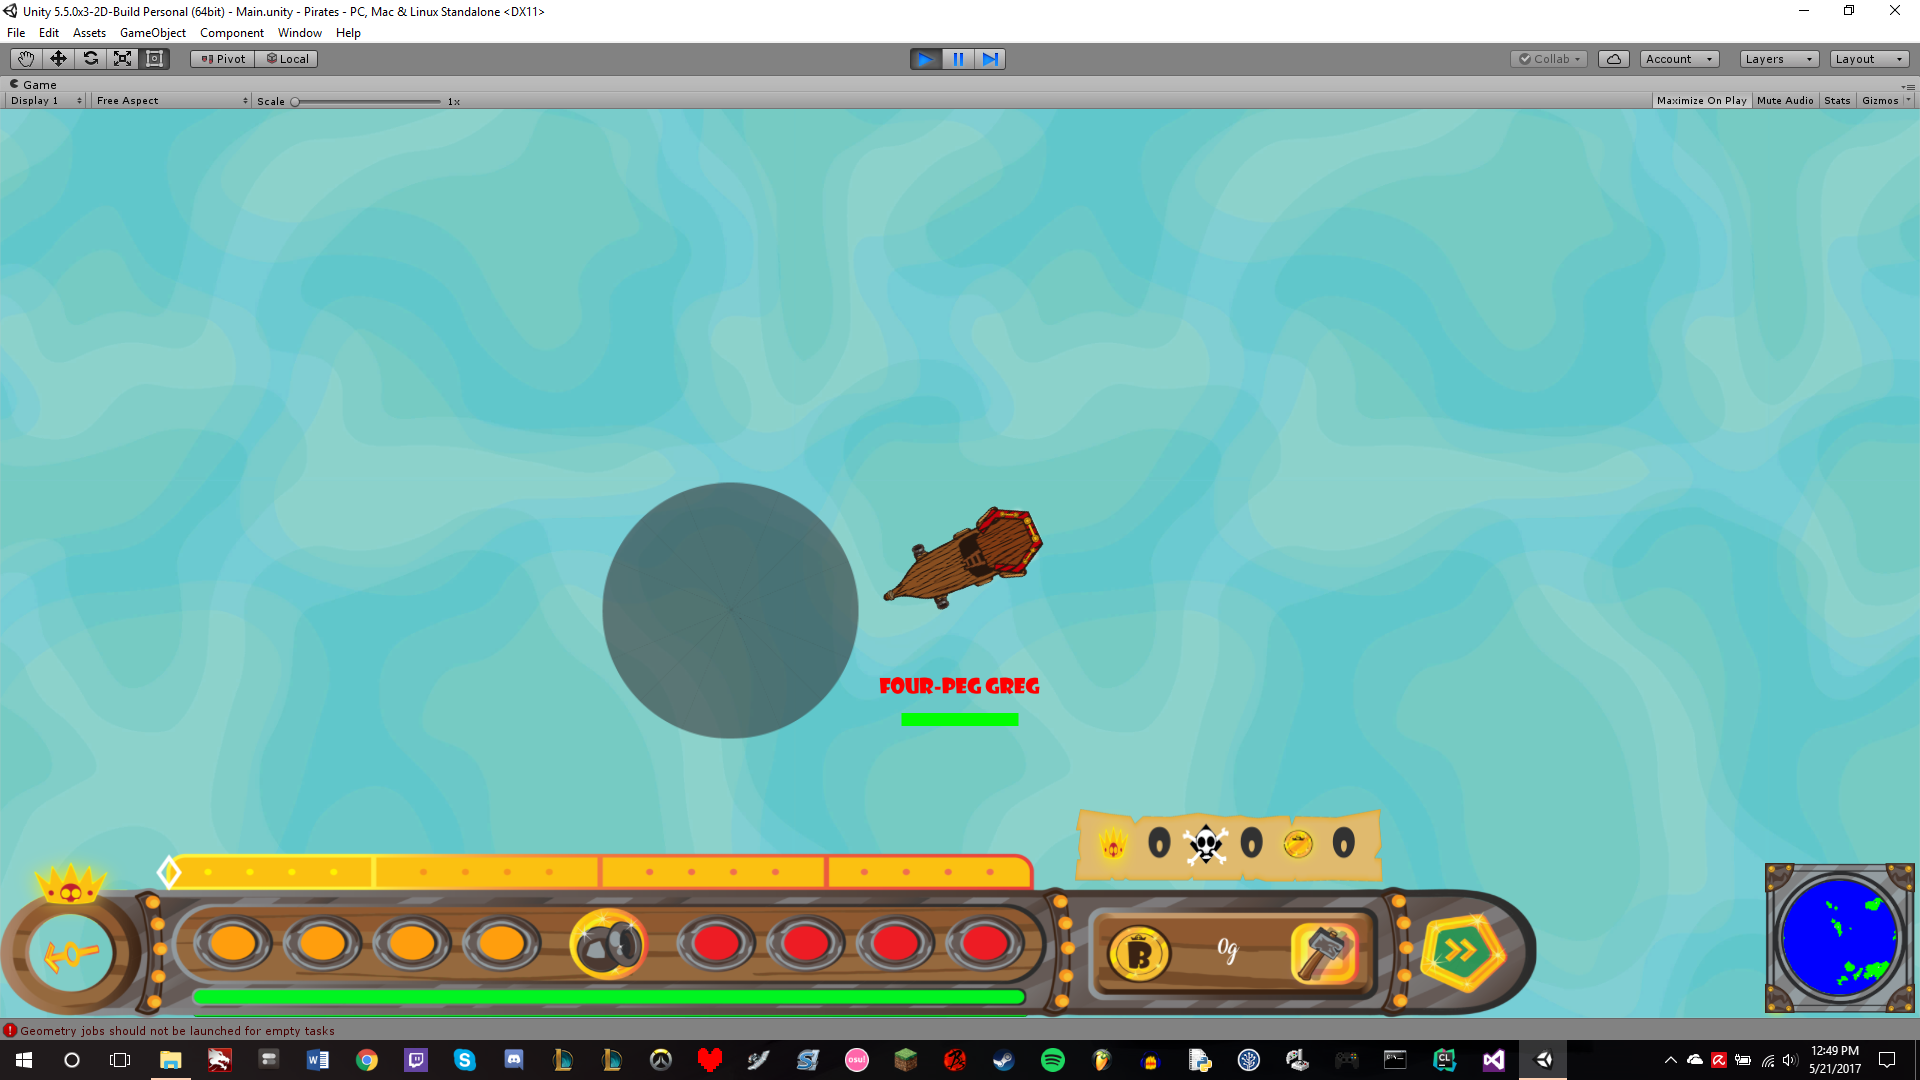 Unity 5.5.0x3-2D-Build Personal (64bit) - Main.unity - Pirates - PC, Mac & Linux Standalone <DX11>
File Edit Assets GameObject Component Window Help
Pivot Local Collab Account Layers Layout
Game
Display 1 Free Aspect Scale 1x Maximize On Play Mute Audio Stats Gizmos
FOUR-PEG GREG
0 0 0
B 0g
Geometry jobs should not be launched for empty tasks
osu! CL
12:49 PM
5/21/2017